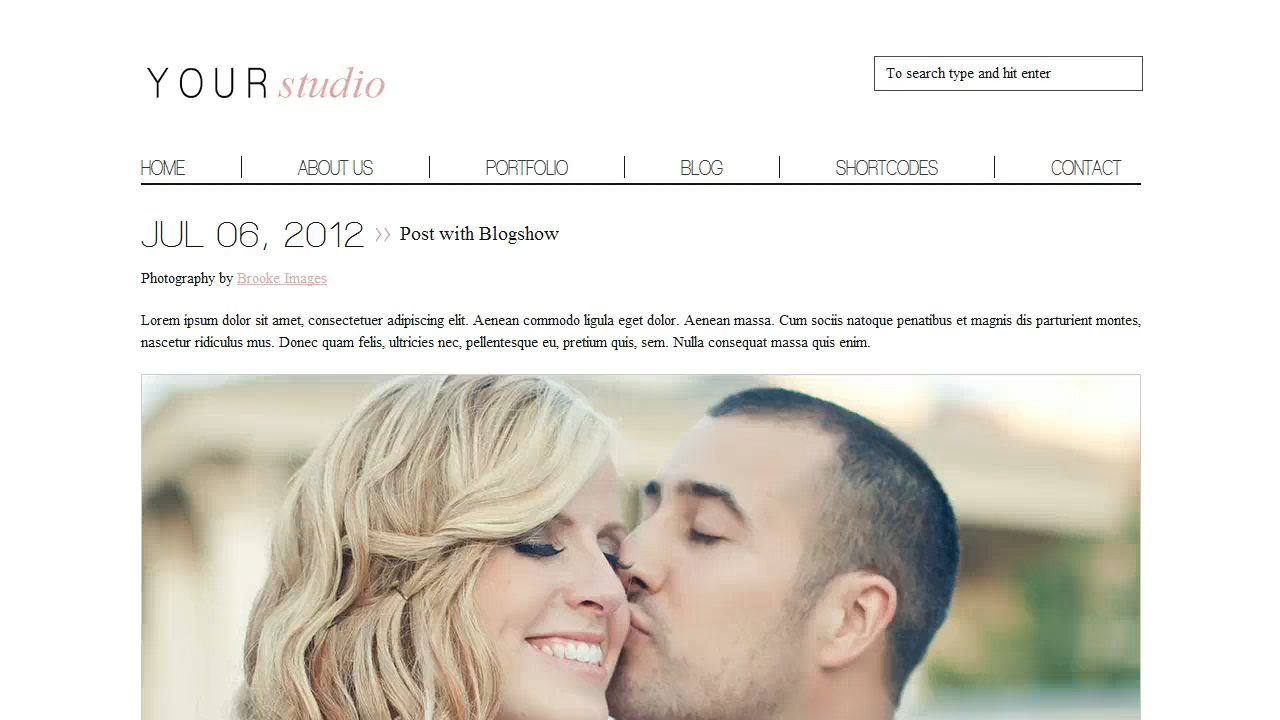 YOUR studio
To search type and hit enter
HOME
ABOUT US
PORTFOLIO
BLOG
SHORTCODES
CONTACT
JUL 06, 2012 >> Post with Blogshow
Photography by Brooke Images
Lorem ipsum dolor sit amet, consectetuer adipiscing elit. Aenean commodo ligula eget dolor. Aenean massa. Cum sociis natoque penatibus et magnis dis parturient montes,
nascetur ridiculus mus. Donec quam felis, ultricies nec, pellentesque eu, pretium quis, sem. Nulla consequat massa quis enim.